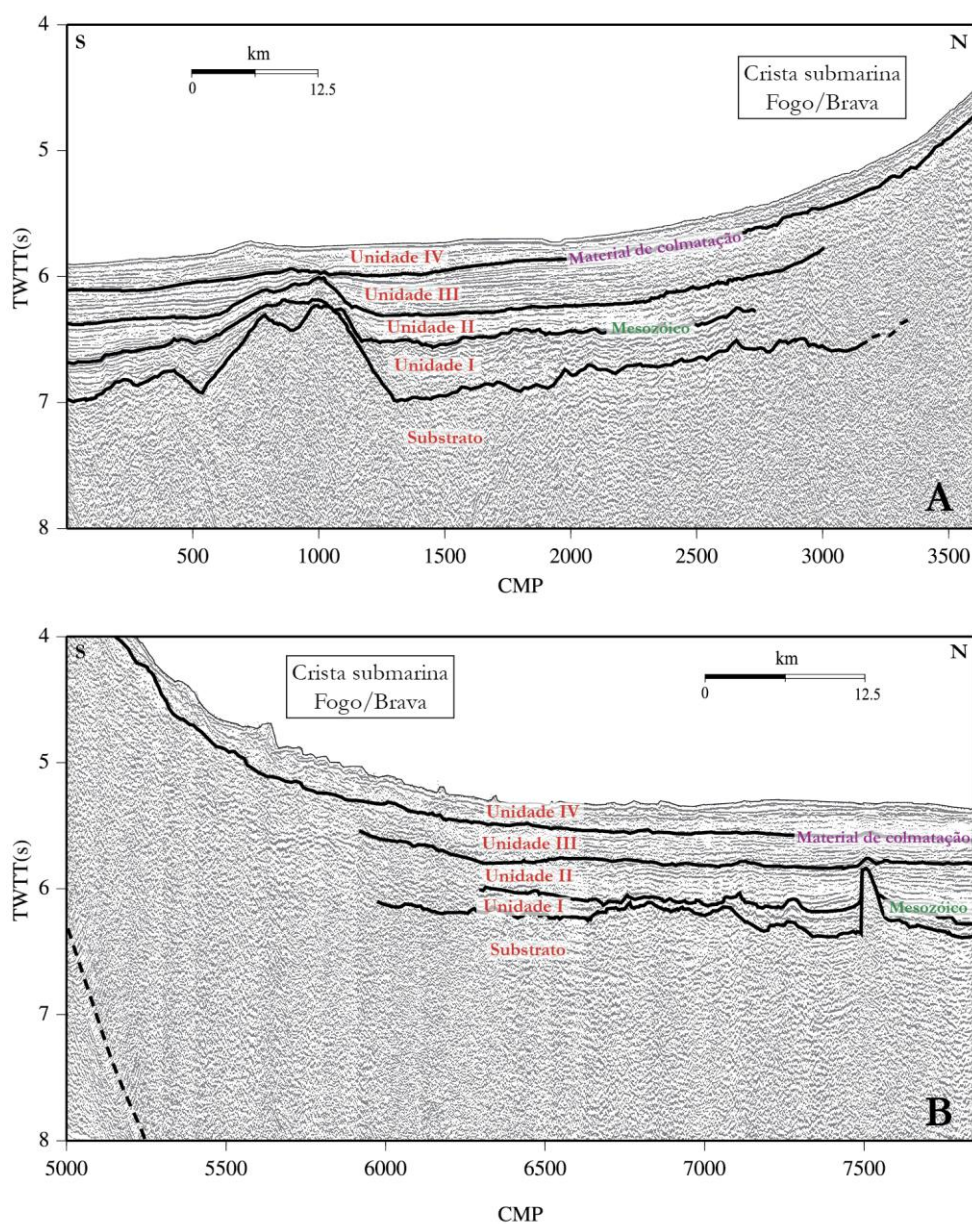 S
N
km
0
12.5
Crista submarina
Fogo/Brava
4
5
6
7
8
TWTT(s)
Unidade IV
Material de colmatação
Unidade III
Unidade II
Mesozóico
Unidade I
Substrato
A
500
1000
1500
2000
2500
3000
3500
CMP
S
N
Crista submarina
Fogo/Brava
km
0
12.5
4
5
6
7
8
TWTT(s)
Unidade IV
Material de colmatação
Unidade III
Unidade II
Unidade I
Mesozóico
Substrato
B
5000
5500
6000
6500
7000
7500
CMP